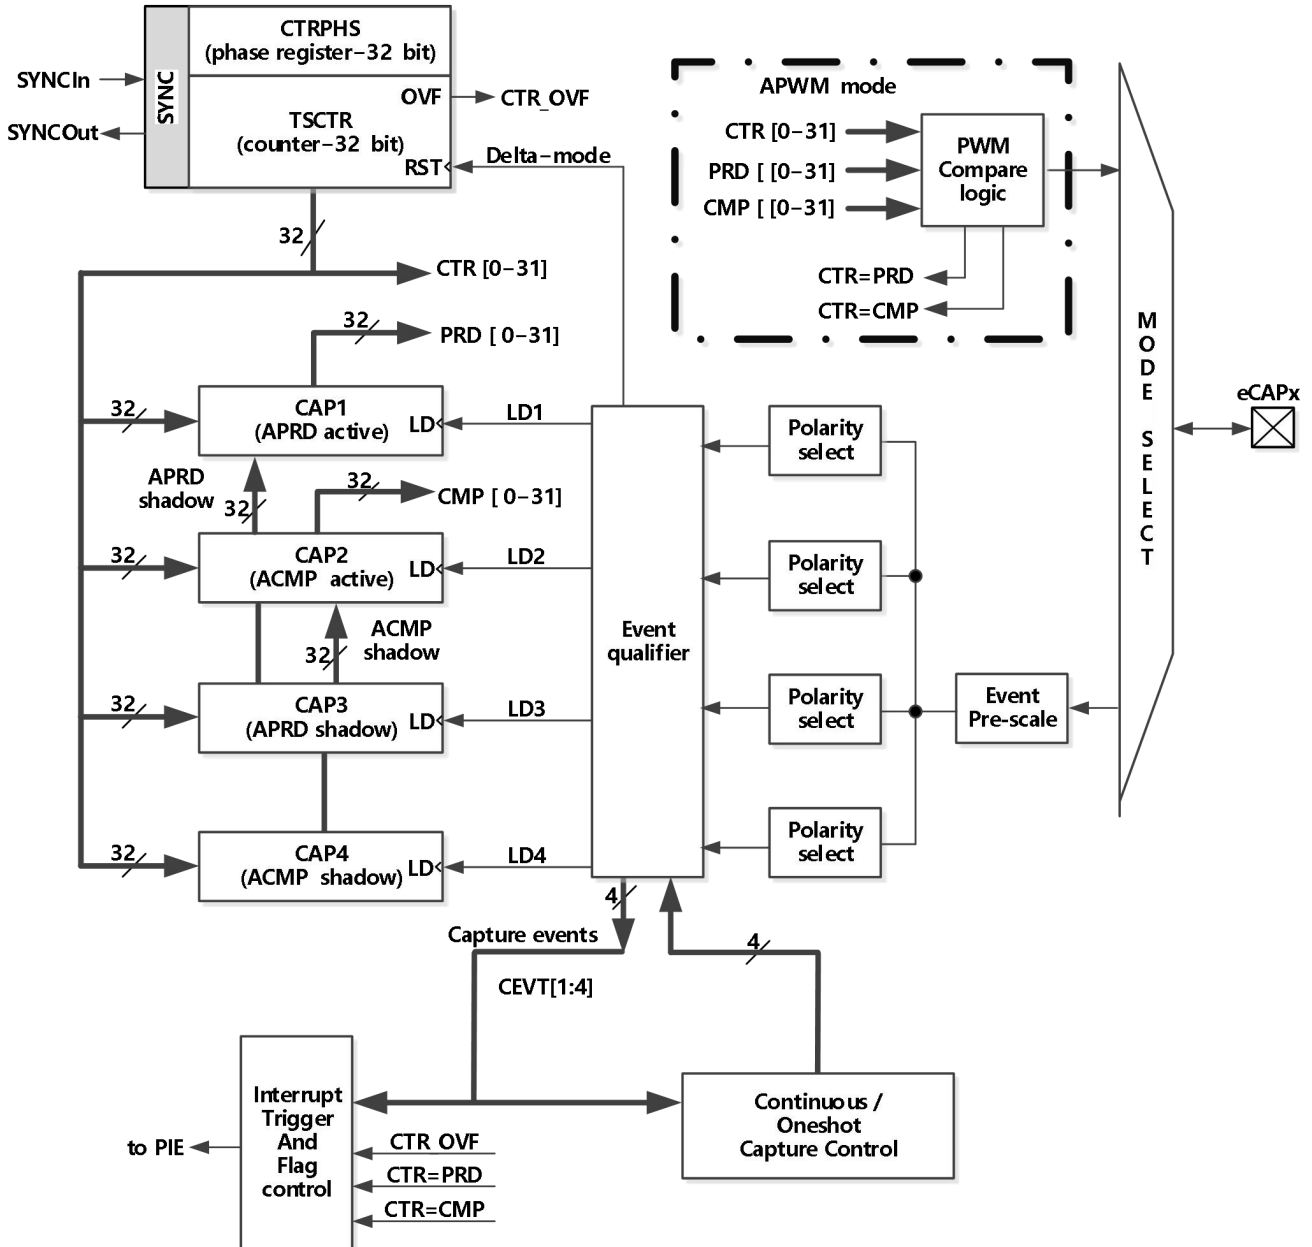 CTRPHS
(phase register-32 bit)
SYNC
SYNCIn
SYNCOut
OVF
CTR_OVF
TSCTR
(counter-32 bit)
RST
Delta-mode
APWM mode
CTR [0-31]
PRD [ [0-31]
CMP [ [0-31]
PWM
Compare
logic
CTR=PRD
CTR=CMP
32
CTR [0-31]
32
PRD [ 0-31]
MODE SELECT
eCAPx
32
CAP1
(APRD active)
LD
LD1
Polarity
select
APRD
shadow
32
32
CMP [ 0-31]
32
CAP2
(ACMP active)
LD
LD2
Polarity
select
Event
qualifier
ACMP
shadow
32
32
CAP3
(APRD shadow)
LD
LD3
Polarity
select
Event
Pre-scale
32
CAP4
(ACMP shadow)
LD
LD4
Polarity
select
4
Capture events
4
CEVT[1:4]
Interrupt
Trigger
And
Flag
control
to PIE
CTR OVF
CTR=PRD
CTR=CMP
Continuous /
Oneshot
Capture Control